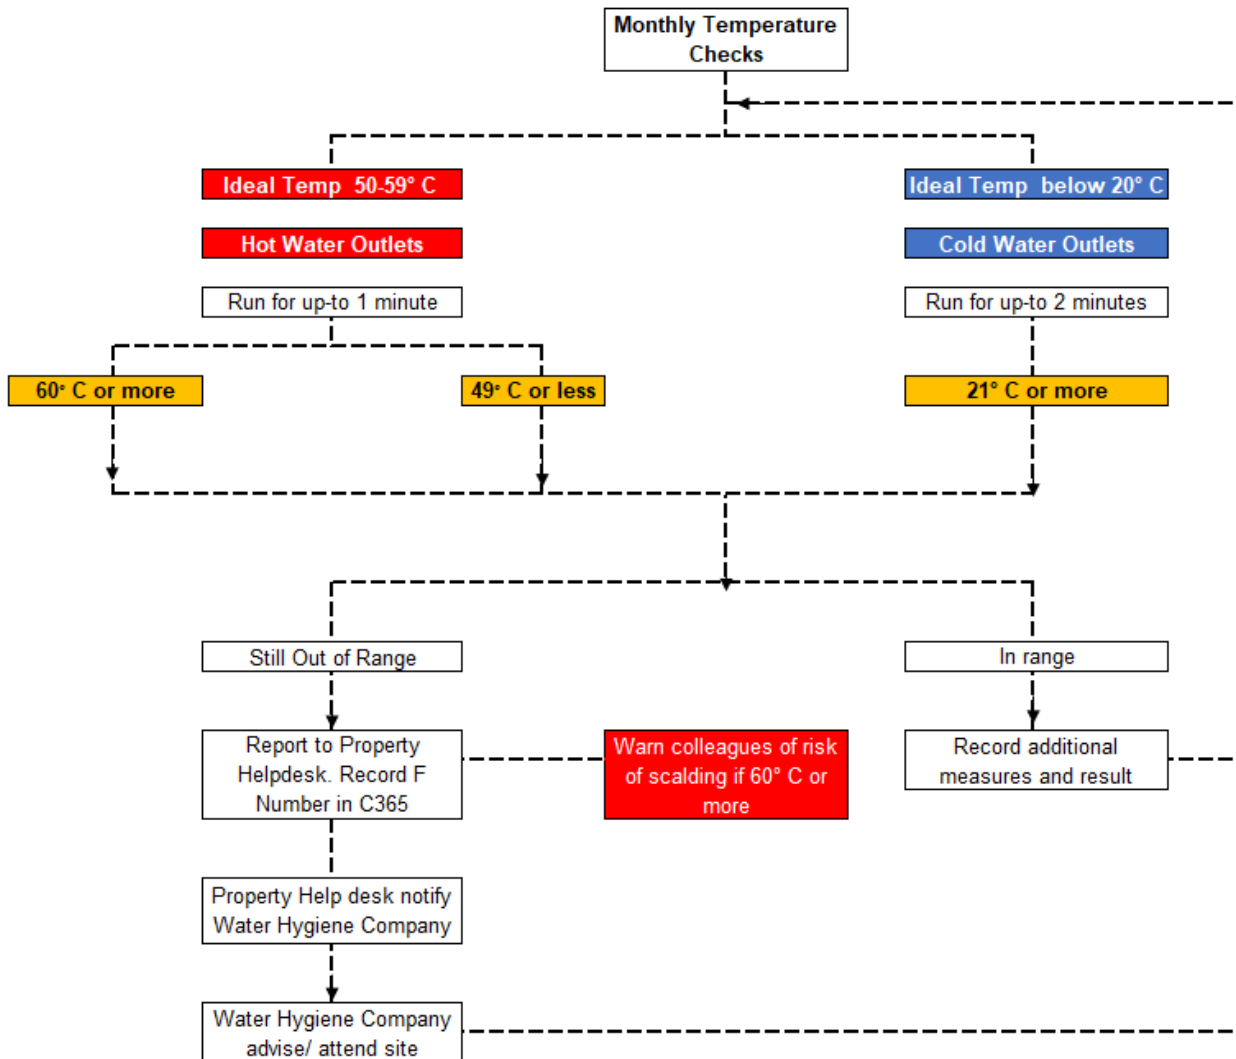 Monthly Temperature
Checks
Ideal Temp  50-59° C
Ideal Temp  below 20° C
Hot Water Outlets
Cold Water Outlets
Run for up-to 1 minute
Run for up-to 2 minutes
60° C or more
49° C or less
21° C or more
Still Out of Range
In range
Report to Property
Helpdesk. Record F
Number in C365
Warn colleagues of risk
of scalding if 60° C or
more
Record additional
measures and result
Property Help desk notify
Water Hygiene Company
Water Hygiene Company
advise/ attend site